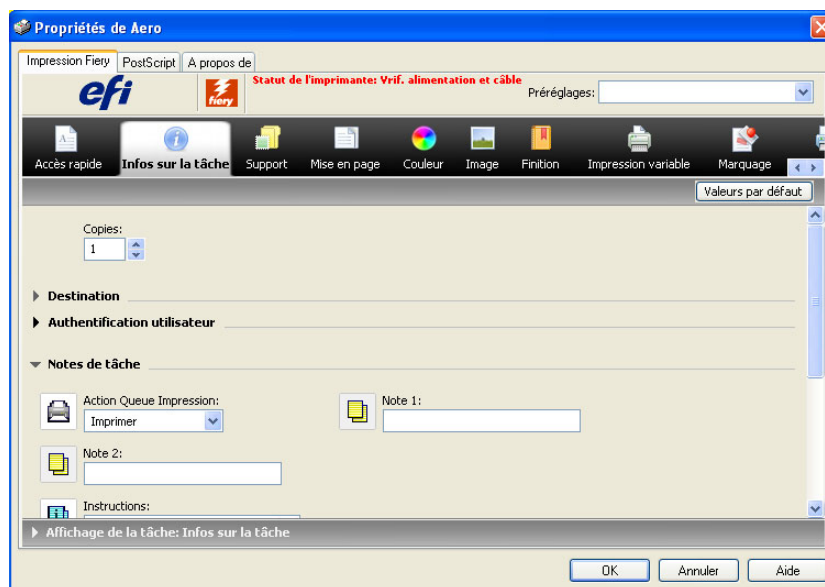 Propriétés de Aero
Impression Fiery PostScript A propos de
efi fiery Statut de l'imprimante: Vrif. alimentation et câble
Préréglages:
Accès rapide Infos sur la tâche Support Mise en page Couleur Image Finition Impression variable Marquage
Valeurs par défaut
Copies:
1
Destination
Authentification utilisateur
Notes de tâche
Action Queue Impression: Note 1:
Imprimer
Note 2:
Instructions:
Affichage de la tâche: Infos sur la tâche
OK Annuler Aide